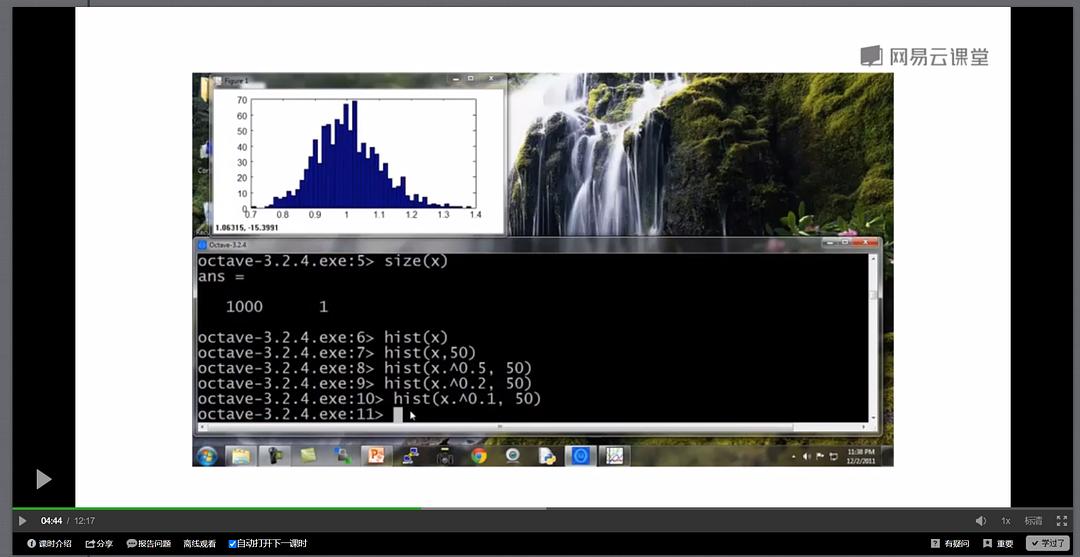 网易云课堂
Figure 1
70
60
50
40
30
20
10
0
0.7 0.8 0.9 1 1.1 1.2 1.3 1.4
1.06315, -15.3991
Octave-3.2.4
octave-3.2.4.exe:5> size(x)
ans =
1000 1
octave-3.2.4.exe:6> hist(x)
octave-3.2.4.exe:7> hist(x,50)
octave-3.2.4.exe:8> hist(x.^0.5, 50)
octave-3.2.4.exe:9> hist(x.^0.2, 50)
octave-3.2.4.exe:10> hist(x.^0.1, 50)
octave-3.2.4.exe:11>
11:38 PM
12/2/2011
04:44 / 12:17 1x 标清
课时介绍 分享 报告问题 离线观看 自动打开下一课时 有疑问 重要 学过了